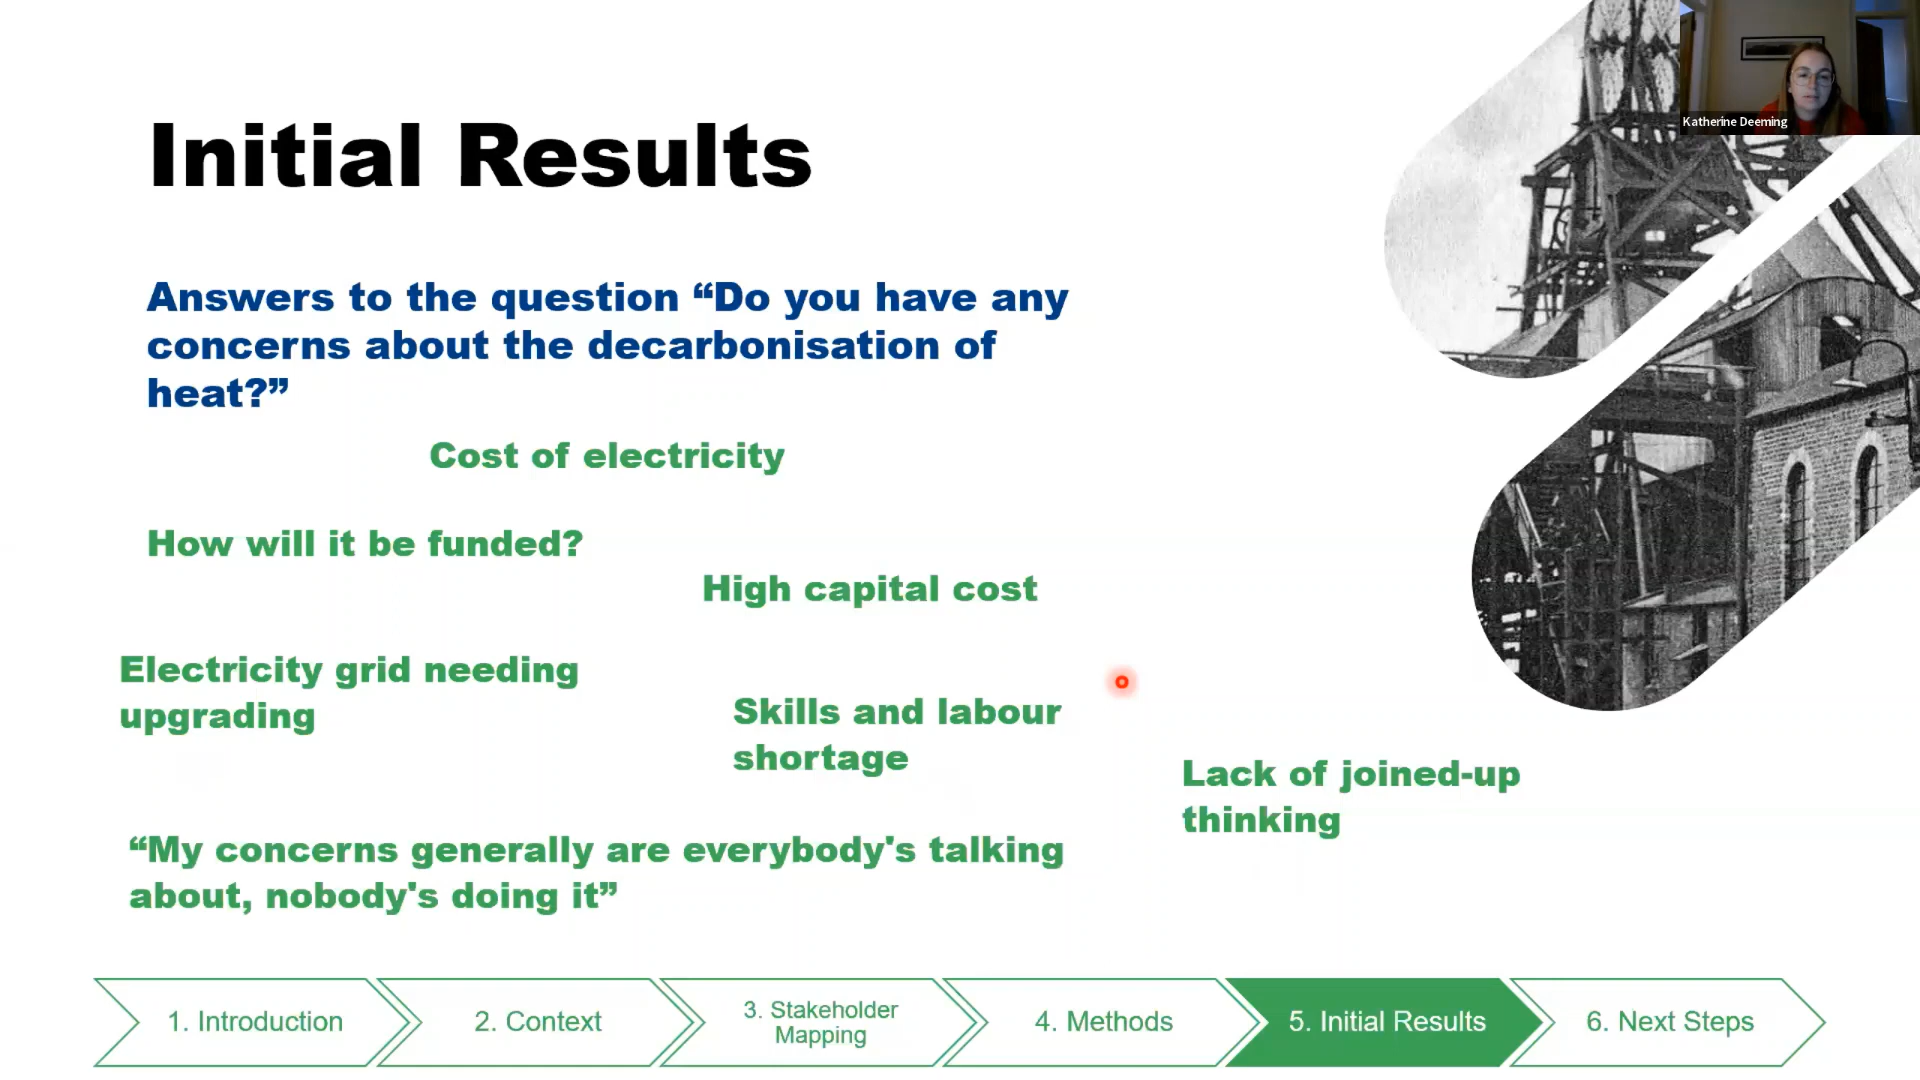 Katherine Deeming
Initial Results
Answers to the question “Do you have any
concerns about the decarbonisation of
heat?”
Cost of electricity
How will it be funded?
High capital cost
Electricity grid needing
upgrading
Skills and labour
shortage
Lack of joined-up
thinking
“My concerns generally are everybody's talking
about, nobody's doing it”
1. Introduction
2. Context
3. Stakeholder
Mapping
4. Methods
5. Initial Results
6. Next Steps